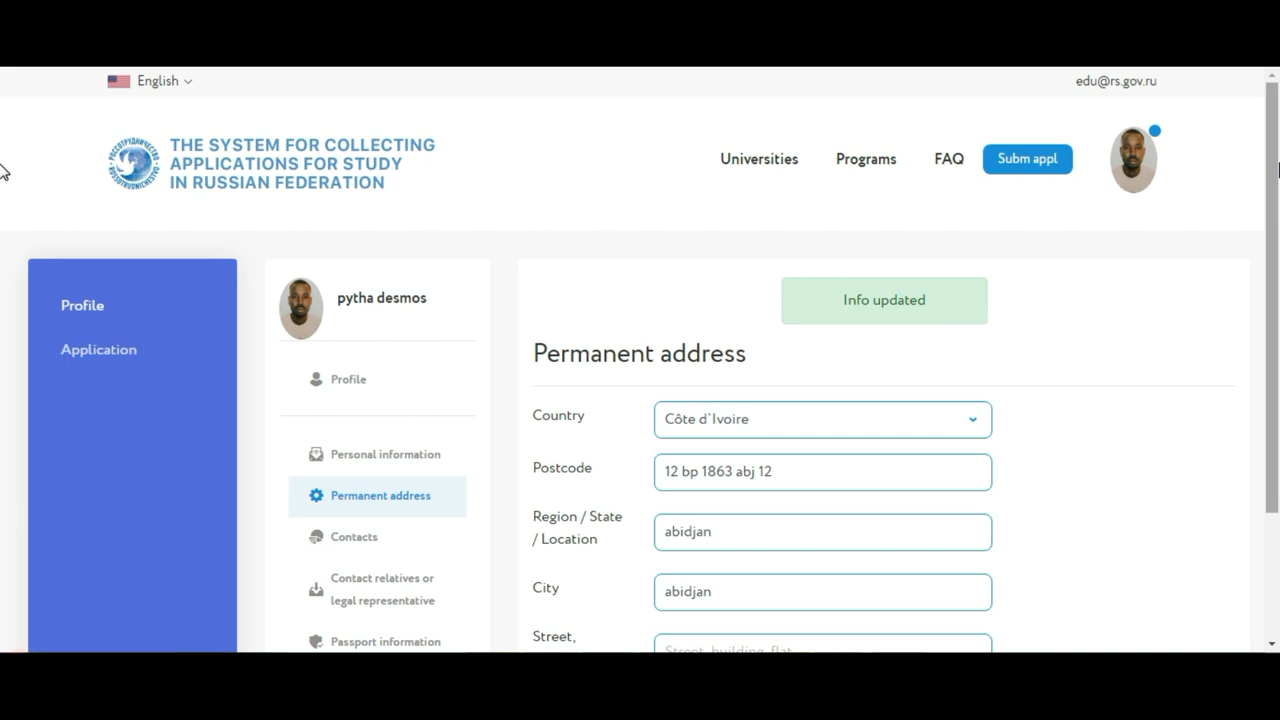 English
edu@rs.gov.ru
THE SYSTEM FOR COLLECTING
APPLICATIONS FOR STUDY
IN RUSSIAN FEDERATION
Universities
Programs
FAQ
Subm appl
Profile
Application
pytha desmos
Profile
Personal information
Permanent address
Contacts
Contact relatives or
legal representative
Passport information
Info updated
Permanent address
Country
Côte d`Ivoire
Postcode
12 bp 1863 abj 12
Region / State
/ Location
abidjan
City
abidjan
Street,
Street, building, flat